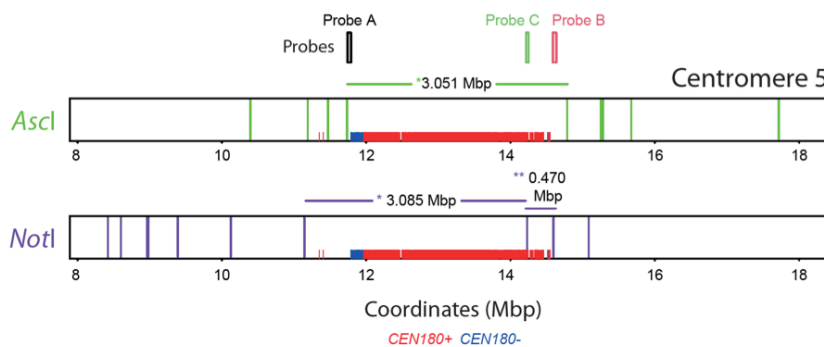 Probe A Probe C Probe B
Probes
*3.051 Mbp Centromere 5
AscI
8 10 12 14 16 18
** 0.470
* 3.085 Mbp Mbp
NotI
8 10 12 14 16 18
Coordinates (Mbp)
CEN180+ CEN180-